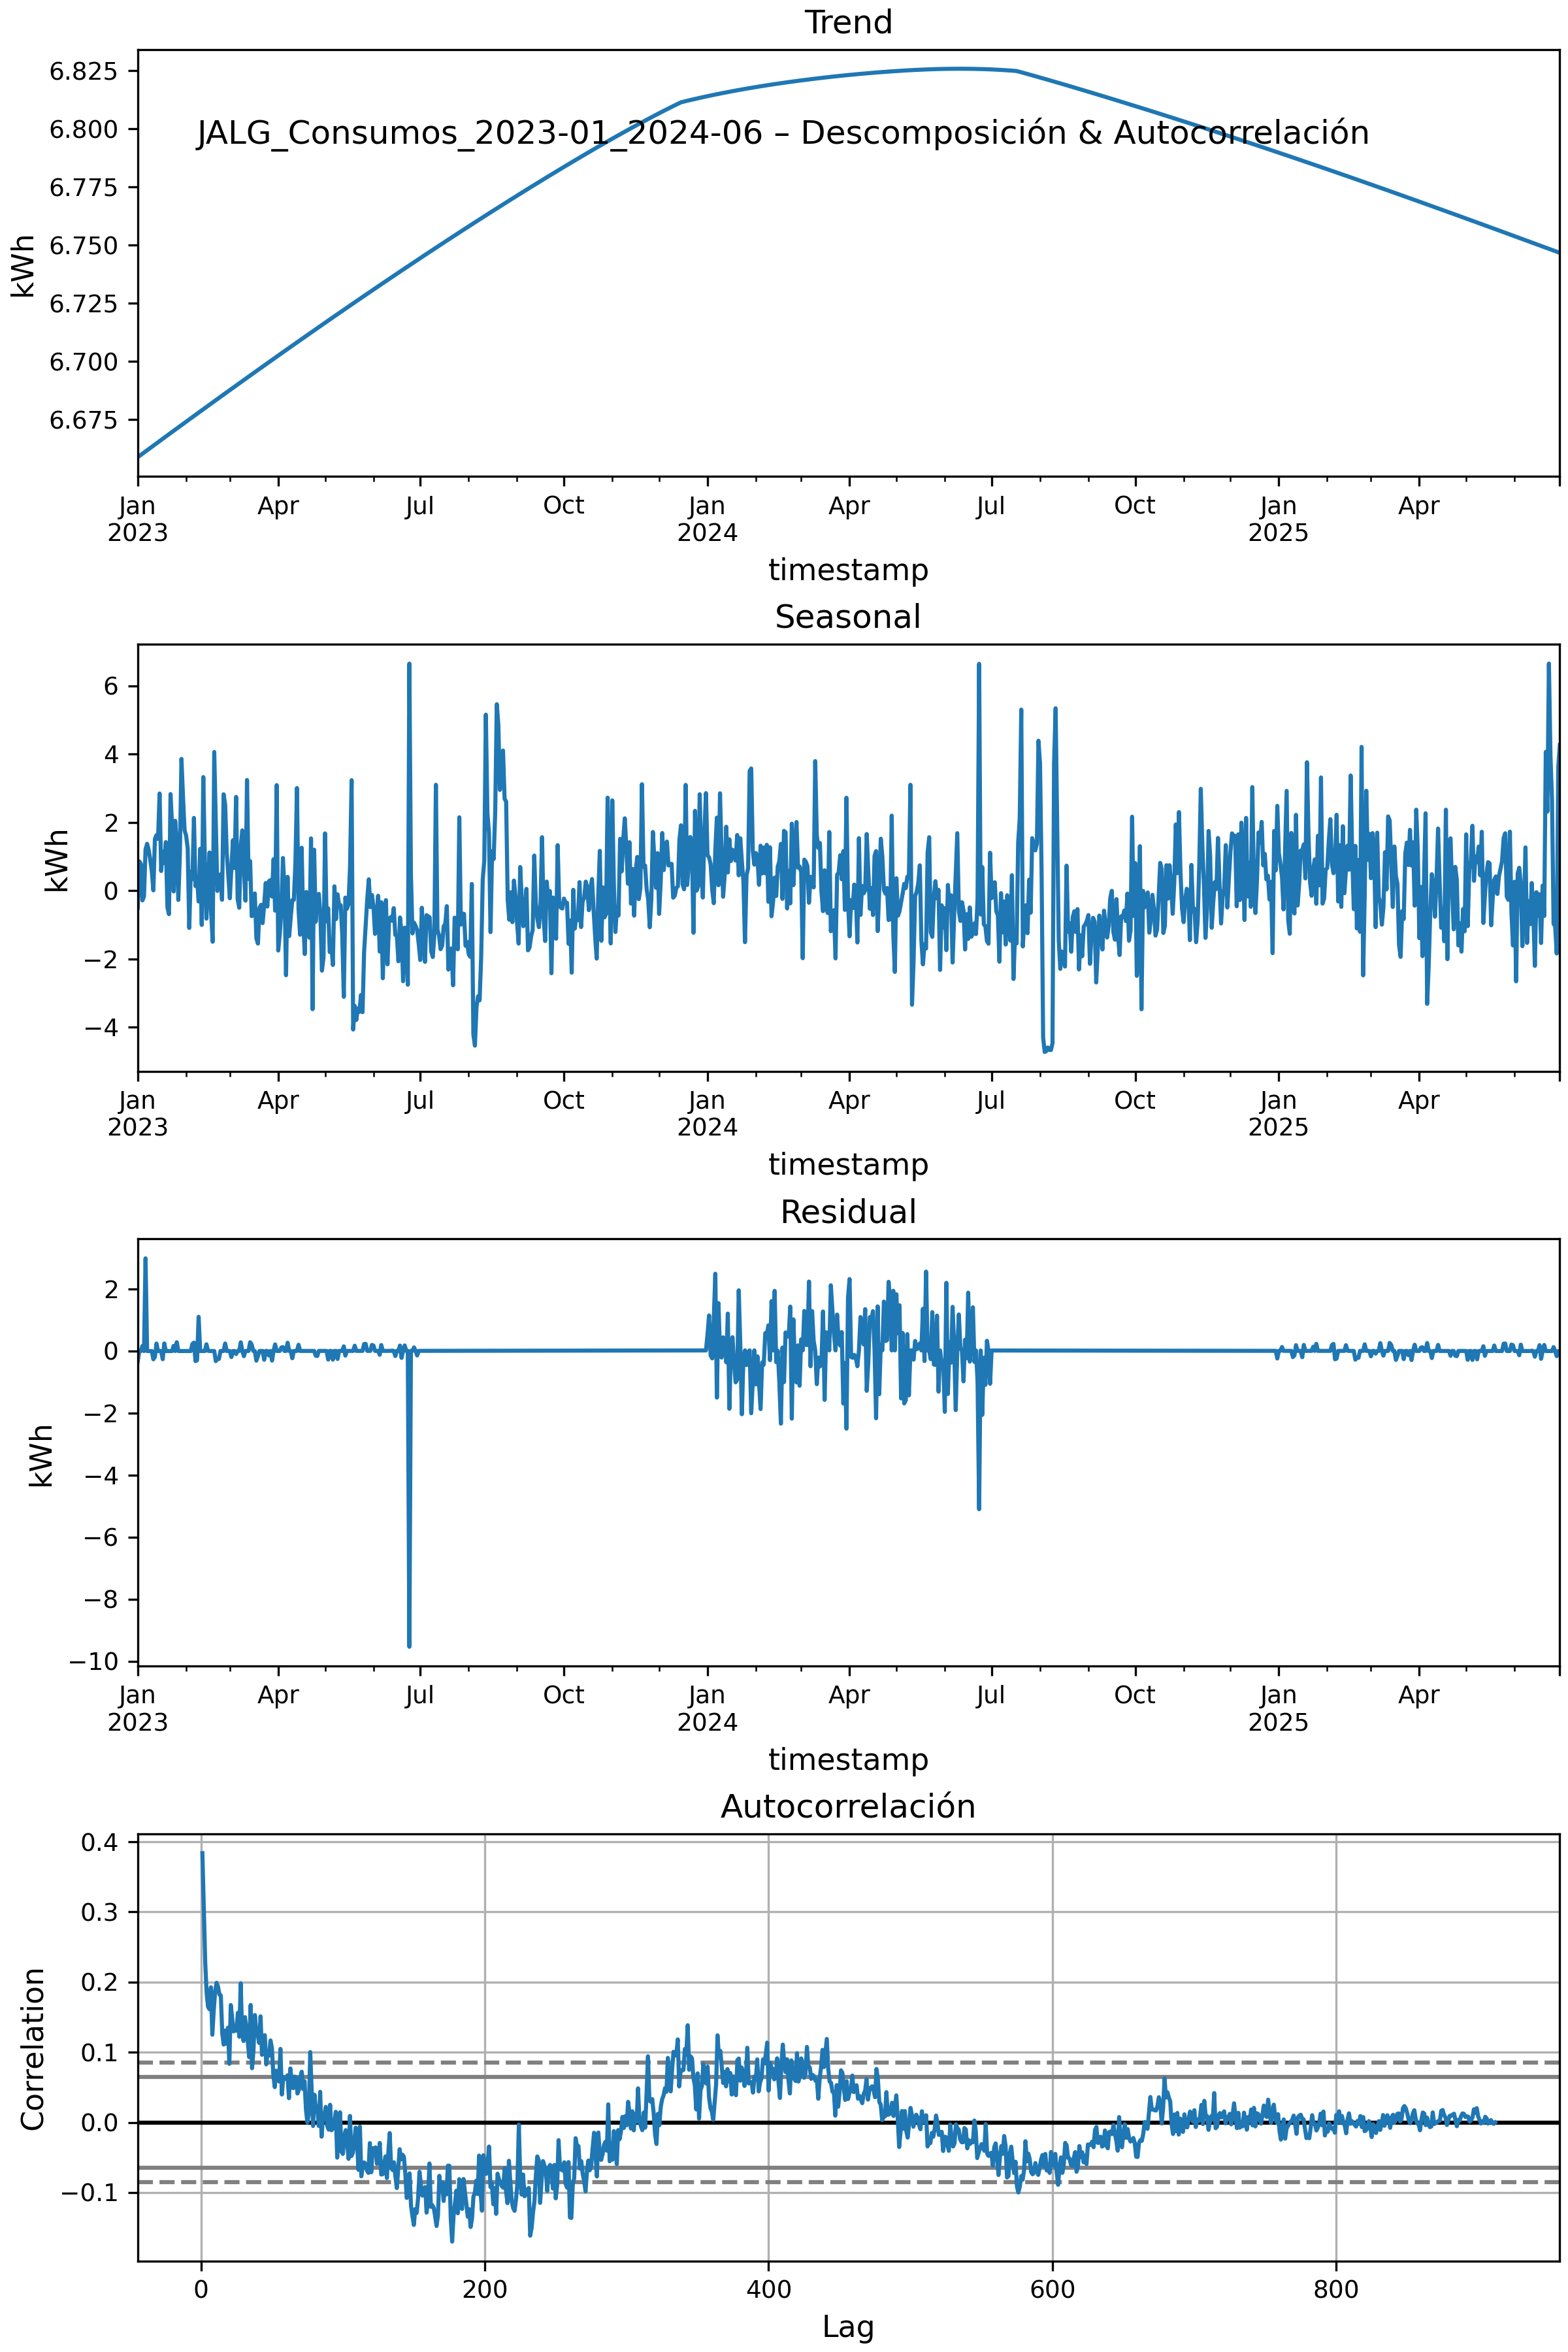 Trend
6.825
6.800
6.775
6.750
6.725
6.700
6.675
kWh
JALG_Consumos_2023-01_2024-06 – Descomposición & Autocorrelación
Jan Apr Jul Oct Jan Apr Jul Oct Jan Apr
2023 2024 2025
timestamp
Seasonal
6
4
2
0
−2
−4
kWh
Jan Apr Jul Oct Jan Apr Jul Oct Jan Apr
2023 2024 2025
timestamp
Residual
2
0
−2
−4
−6
−8
−10
kWh
Jan Apr Jul Oct Jan Apr Jul Oct Jan Apr
2023 2024 2025
timestamp
Autocorrelación
0.4
0.3
0.2
0.1
0.0
−0.1
Correlation
0 200 400 600 800
Lag